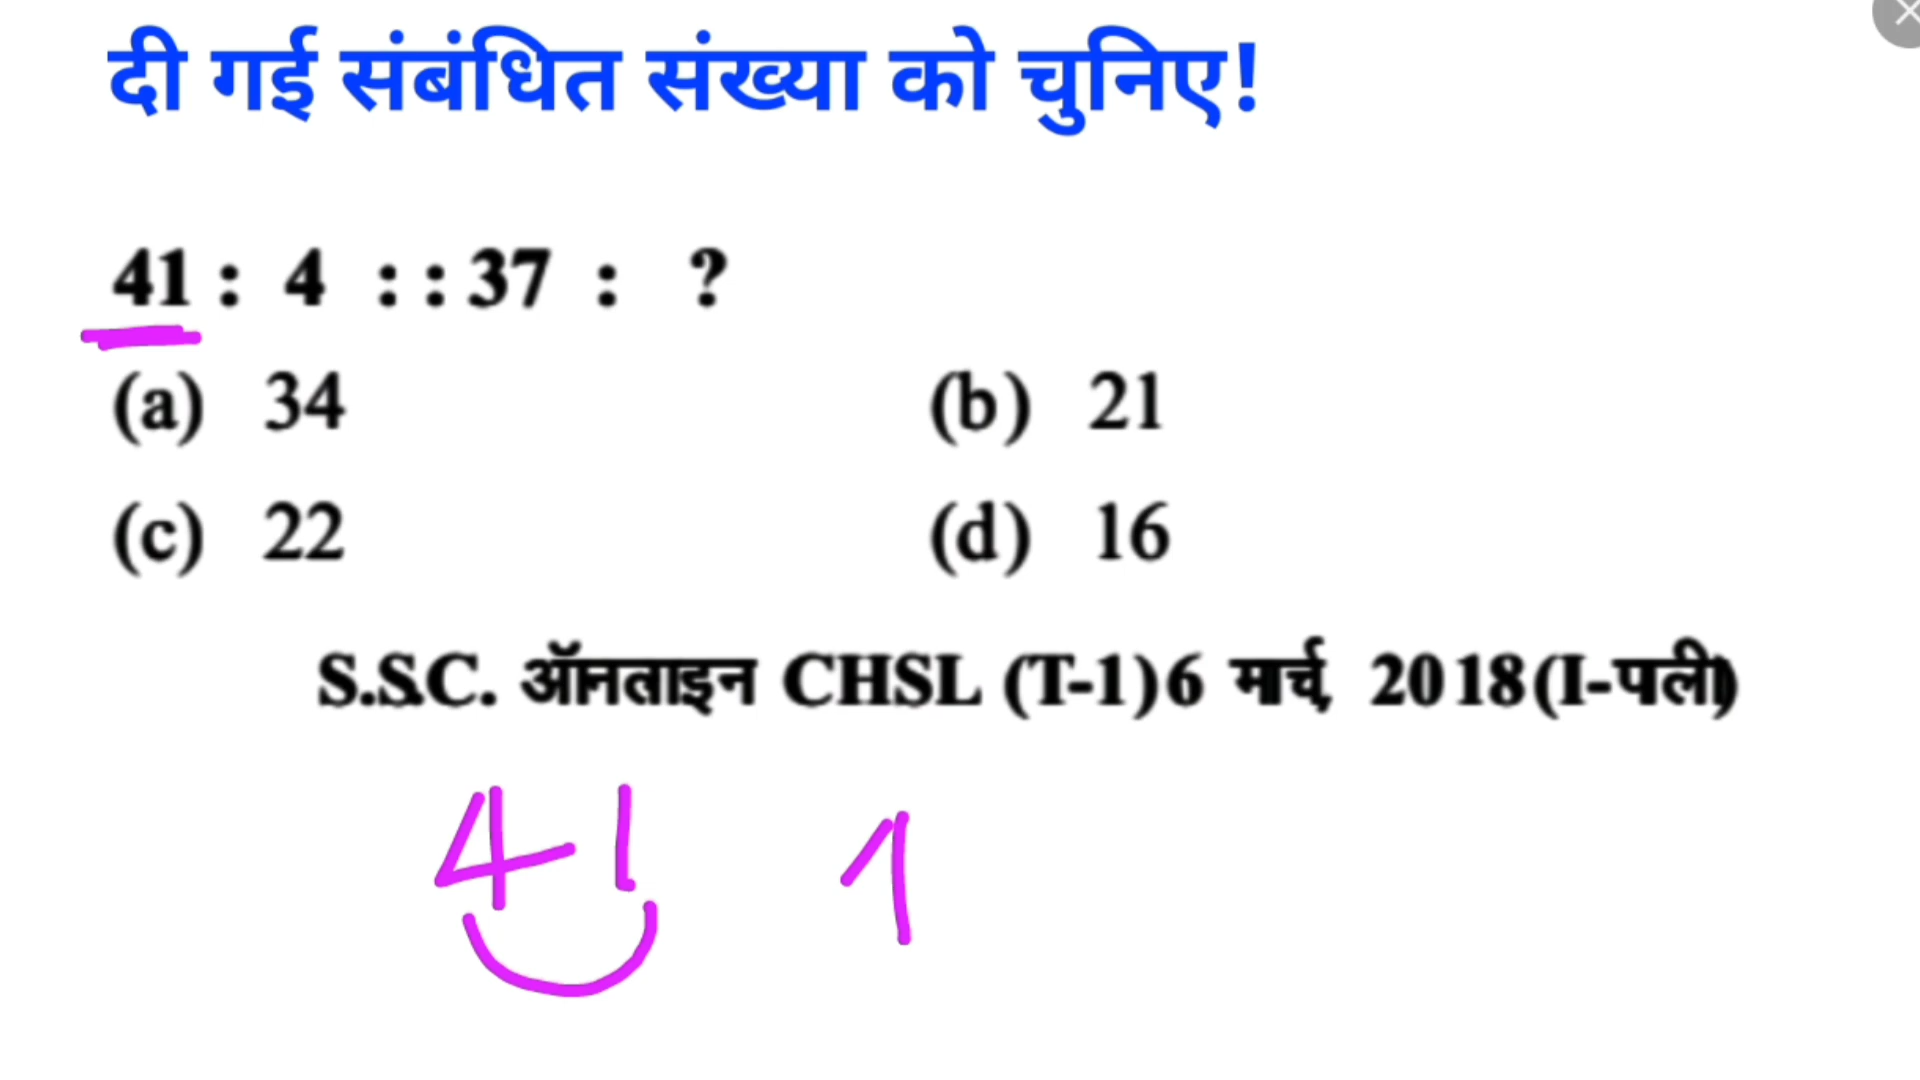 दी गई संबंधित संख्या को चुनिए!
41 : 4 : : 37 : ?
(a) 34 (b) 21
(c) 22 (d) 16
S.S.C. ऑनलाइन CHSL (T-1) 6 मार्च, 2018 (I-पाली)
41 1